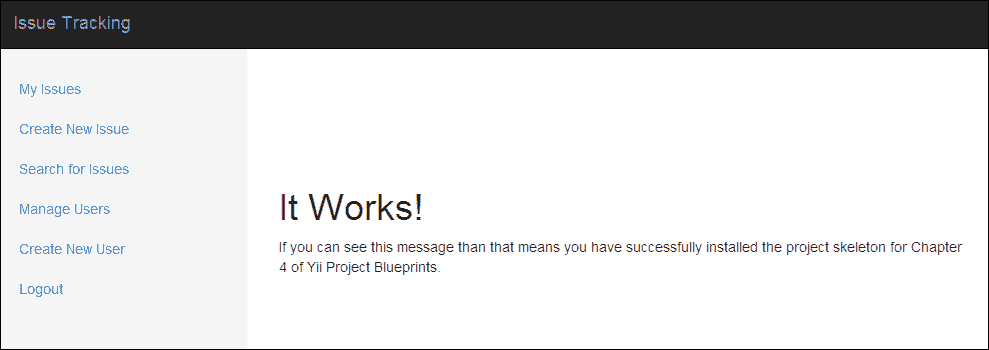 Issue Tracking
My Issues
Create New Issue
Search for Issues
Manage Users
Create New User
Logout
It Works!
If you can see this message than that means you have successfully installed the project skeleton for Chapter
4 of Yii Project Blueprints.